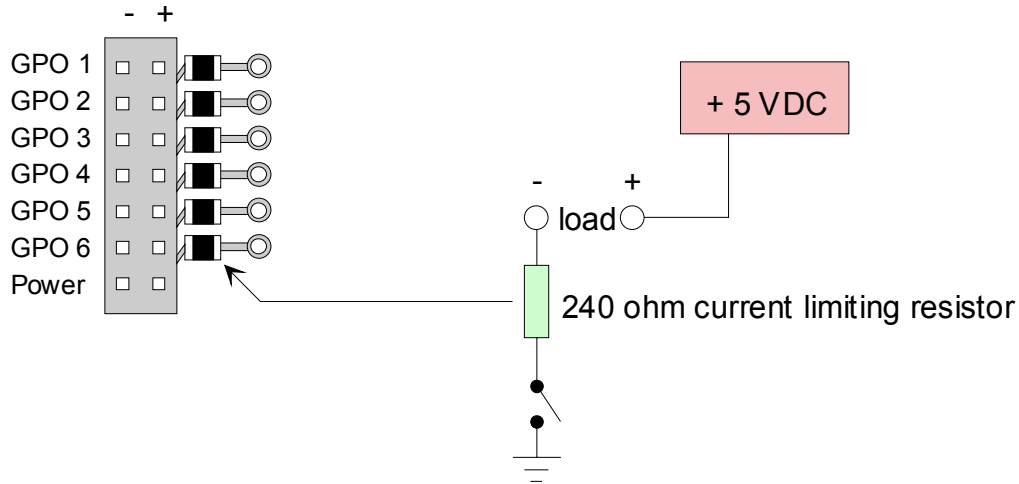 - +
GPO 1
GPO 2
GPO 3
GPO 4
GPO 5
GPO 6
Power
+ 5 VDC
- +
load
240 ohm current limiting resistor